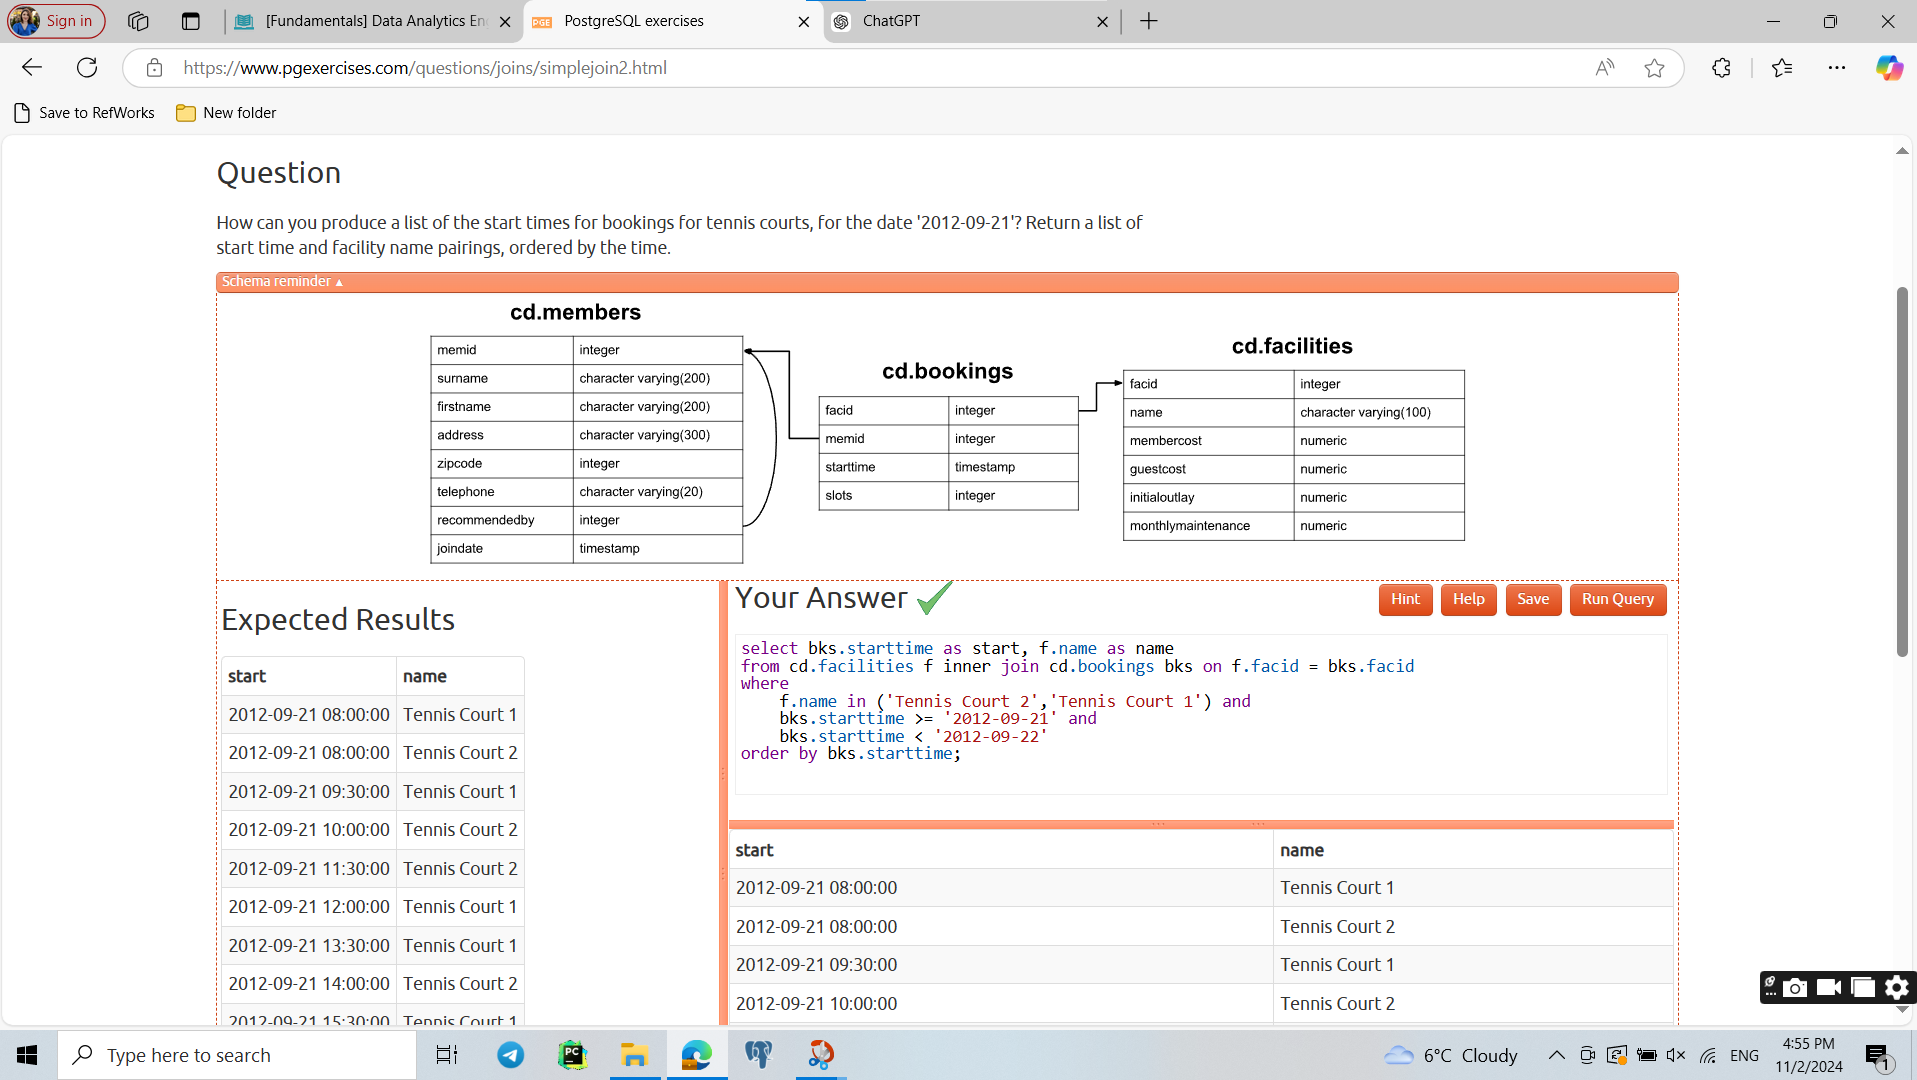 Sign in
[Fundamentals] Data Analytics En
PostgreSQL exercises
ChatGPT
https://www.pgexercises.com/questions/joins/simplejoin2.html
Save to RefWorks
New folder
Question
How can you produce a list of the start times for bookings for tennis courts, for the date '2012-09-21'? Return a list of
start time and facility name pairings, ordered by the time.
Schema reminder ▲
cd.members
memid integer
surname character varying(200)
firstname character varying(200)
address character varying(300)
zipcode integer
telephone character varying(20)
recommendedby integer
joindate timestamp
cd.bookings
facid integer
memid integer
starttime timestamp
slots integer
cd.facilities
facid integer
name character varying(100)
membercost numeric
guestcost numeric
initialoutlay numeric
monthlymaintenance numeric
Expected Results
start name
2012-09-21 08:00:00 Tennis Court 1
2012-09-21 08:00:00 Tennis Court 2
2012-09-21 09:30:00 Tennis Court 1
2012-09-21 10:00:00 Tennis Court 2
2012-09-21 11:30:00 Tennis Court 2
2012-09-21 12:00:00 Tennis Court 1
2012-09-21 13:30:00 Tennis Court 1
2012-09-21 14:00:00 Tennis Court 2
2012-09-21 15:30:00 Tennis Court 1
Your Answer
Hint
Help
Save
Run Query
select bks.starttime as start, f.name as name
from cd.facilities f inner join cd.bookings bks on f.facid = bks.facid
where
f.name in ('Tennis Court 2','Tennis Court 1') and
bks.starttime >= '2012-09-21' and
bks.starttime < '2012-09-22'
order by bks.starttime;
start name
2012-09-21 08:00:00 Tennis Court 1
2012-09-21 08:00:00 Tennis Court 2
2012-09-21 09:30:00 Tennis Court 1
2012-09-21 10:00:00 Tennis Court 2
Type here to search
6°C Cloudy
ENG
4:55 PM
11/2/2024
1